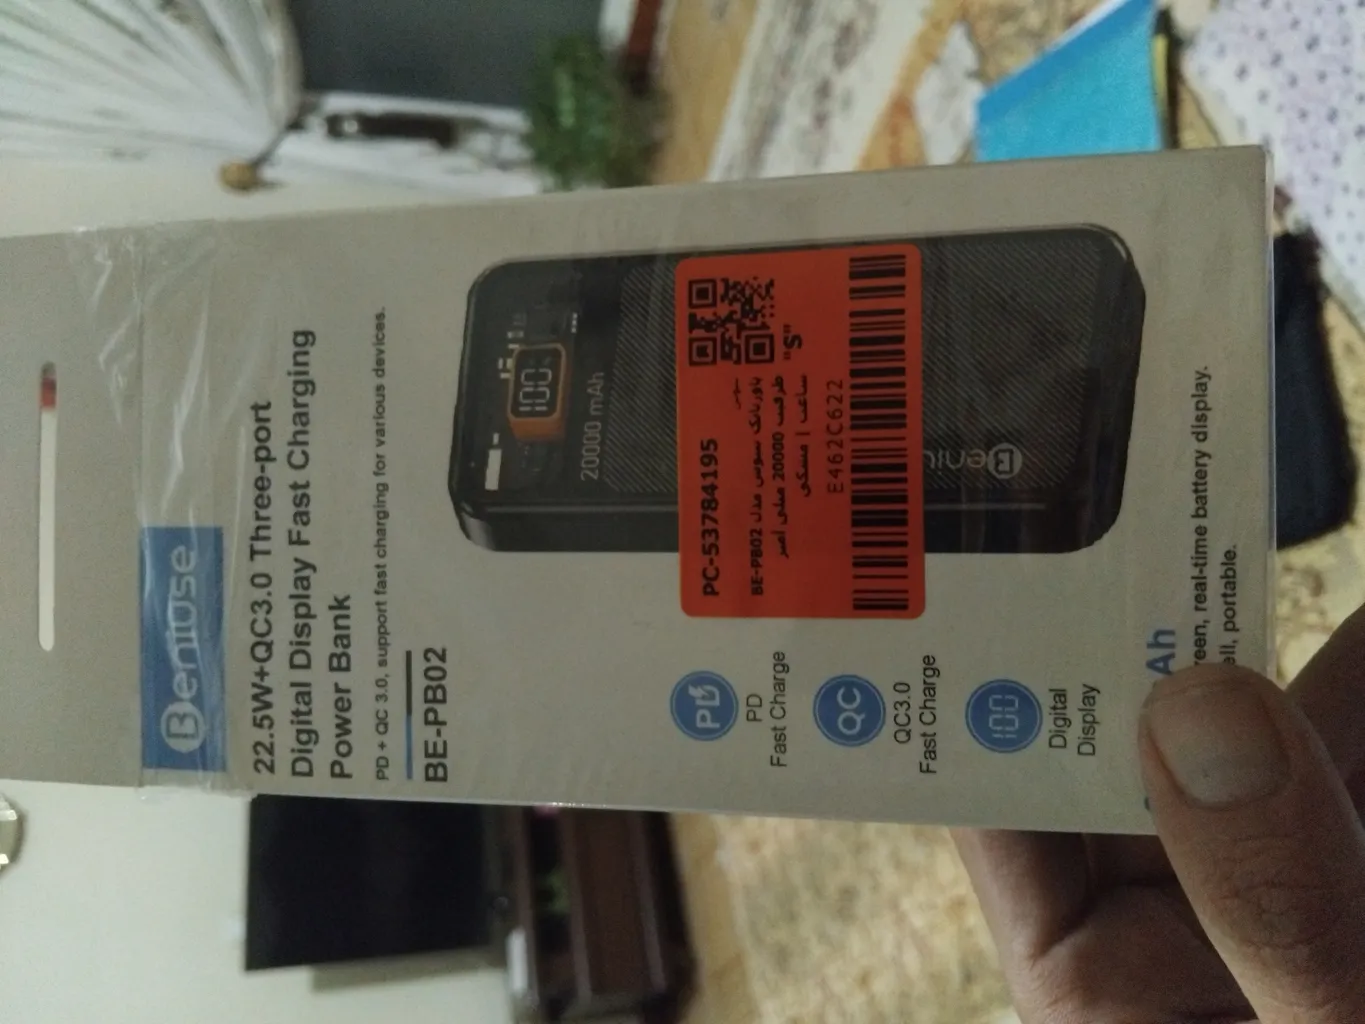 Beniuse
22.5W+QC3.0 Three-port
Digital Display Fast Charging
Power Bank
PD + QC 3.0, support fast charging for various devices.
BE-PB02
100%
20000 mAh
PC-53784195
پاوربانک سیوس مدل BE-PB02
ظرفیت 20000 میلی آمپر
ساعت | مشکی
"S"
E462C622
PD
PD
Fast Charge
QC
QC3.0
Fast Charge
100
Digital
Display
Ah
real-time battery display.
portable.